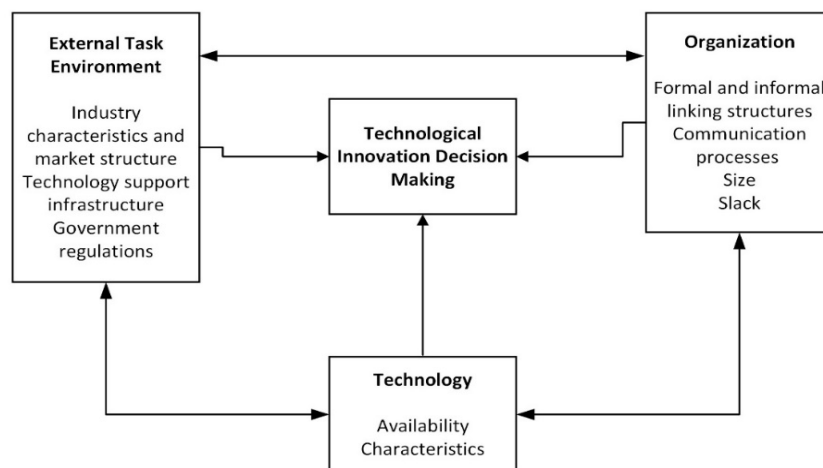 External Task
Environment
Industry
characteristics and
market structure
Technology support
infrastructure
Government
regulations
Technological
Innovation Decision
Making
Organization
Formal and informal
linking structures
Communication
processes
Size
Slack
Technology
Availability
Characteristics